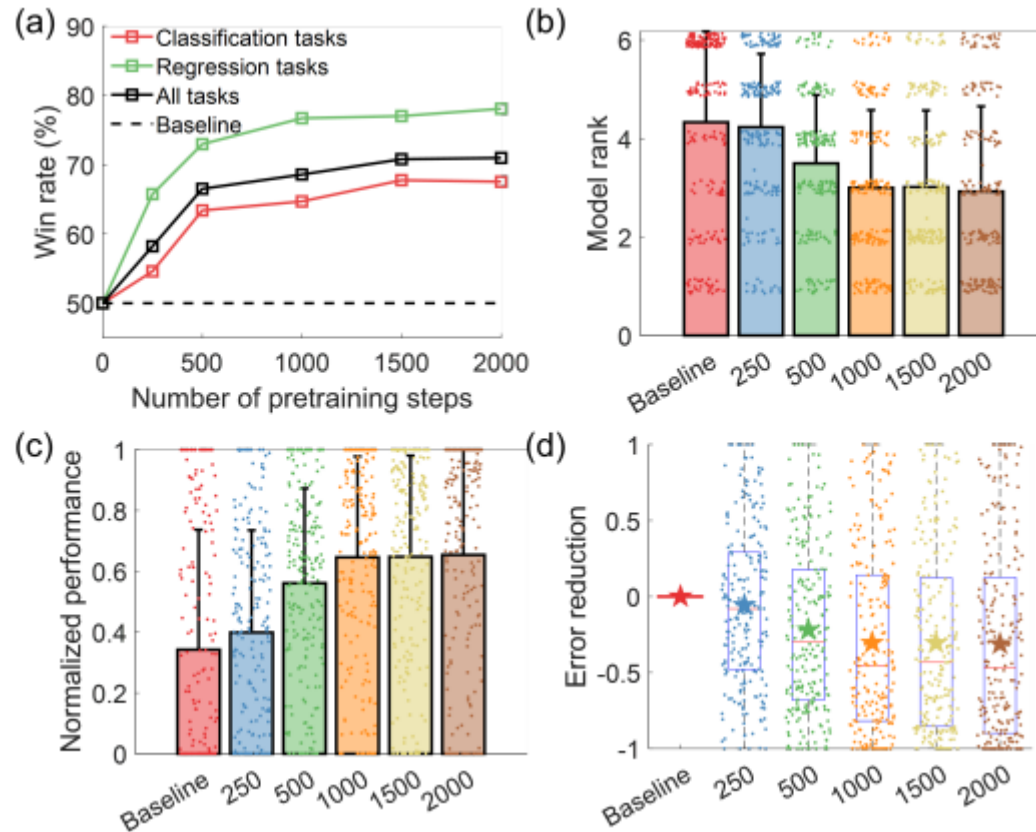 (a)
Win rate (%)
90
80
70
60
50
Classification tasks
Regression tasks
All tasks
Baseline
0 500 1000 1500 2000
Number of pretraining steps
(b)
Model rank
6
4
2
0
Baseline 250 500 1000 1500 2000
(c)
Normalized performance
1
0.8
0.6
0.4
0.2
0
Baseline 250 500 1000 1500 2000
(d)
Error reduction
1
0.5
0
-0.5
-1
Baseline 250 500 1000 1500 2000